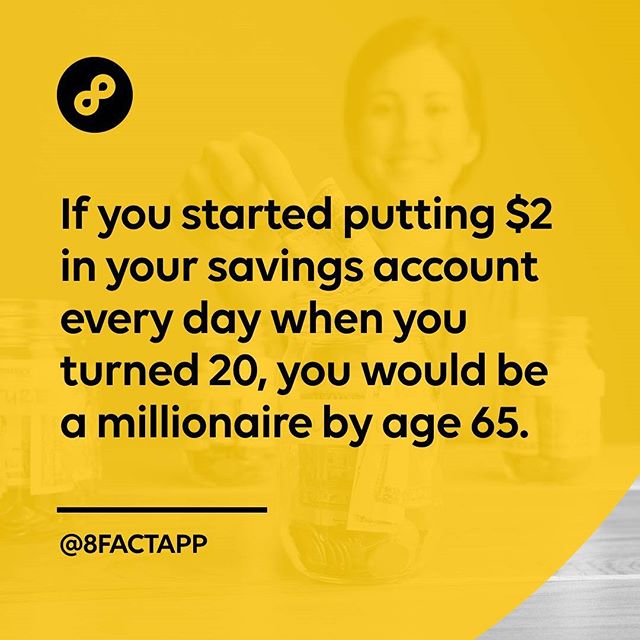 If you started putting $2
in your savings account
every day when you
turned 20, you would be
a millionaire by age 65.
@8FACTAPP